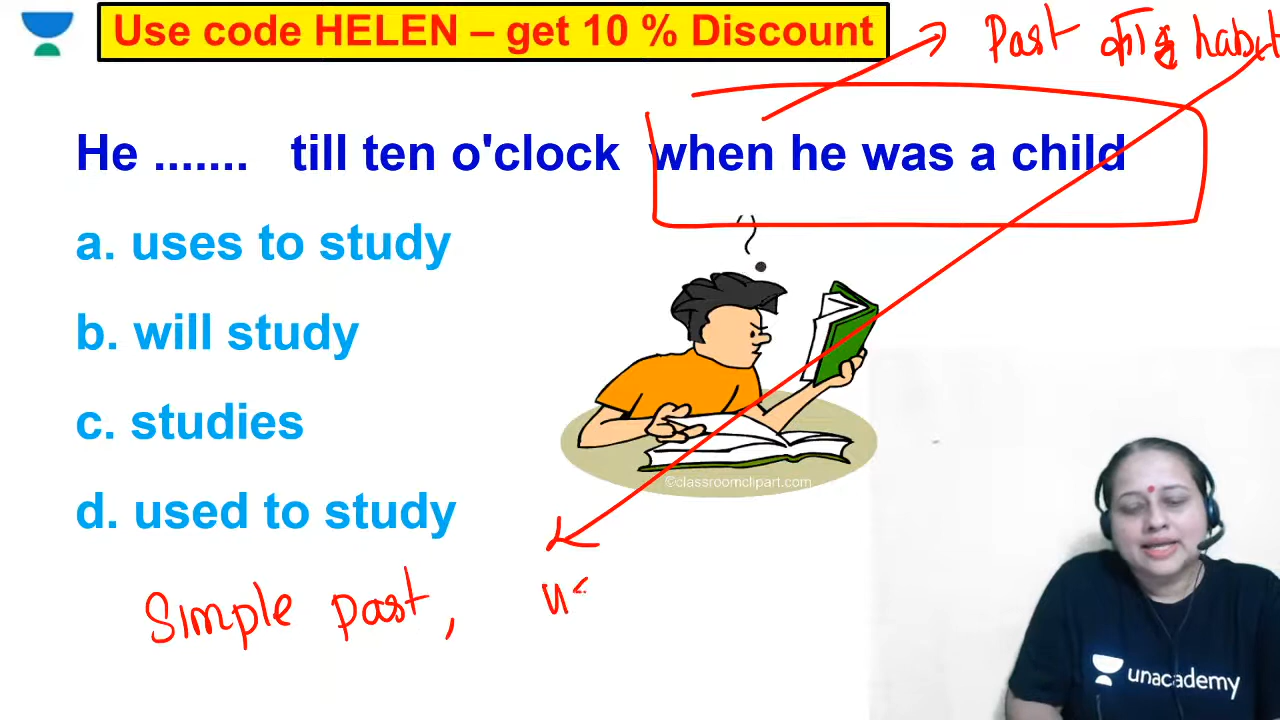 Use code HELEN – get 10 % Discount
Past का habit
He ....... till ten o'clock when he was a child
a. uses to study
b. will study
c. studies
d. used to study
©classroomclipart.com
Simple past, us
unacademy